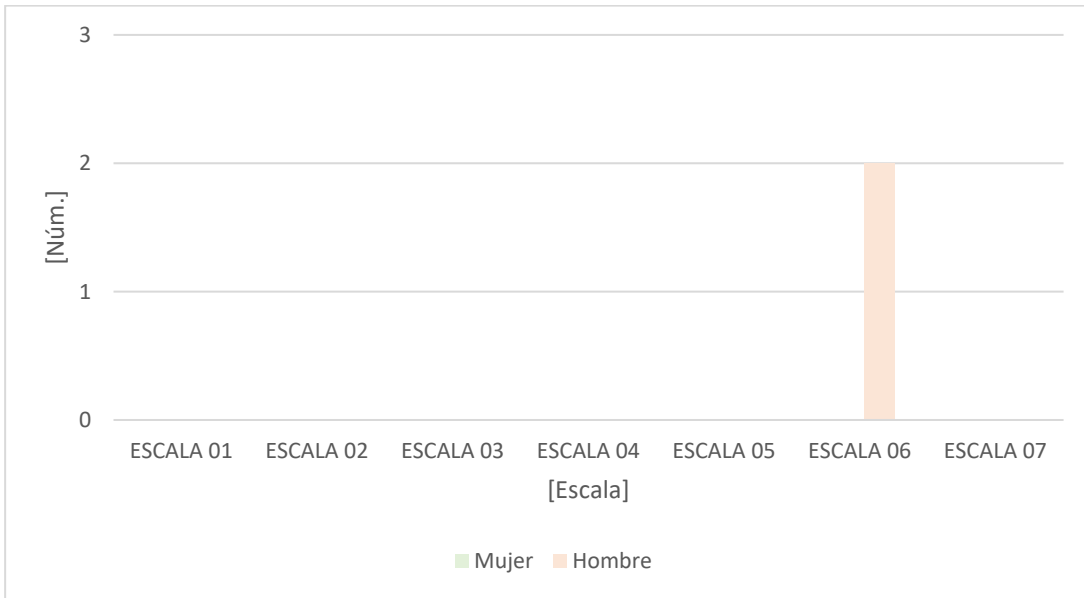 3
2
1
0
[Núm.]
ESCALA 01 ESCALA 02 ESCALA 03 ESCALA 04 ESCALA 05 ESCALA 06 ESCALA 07
[Escala]
Mujer Hombre